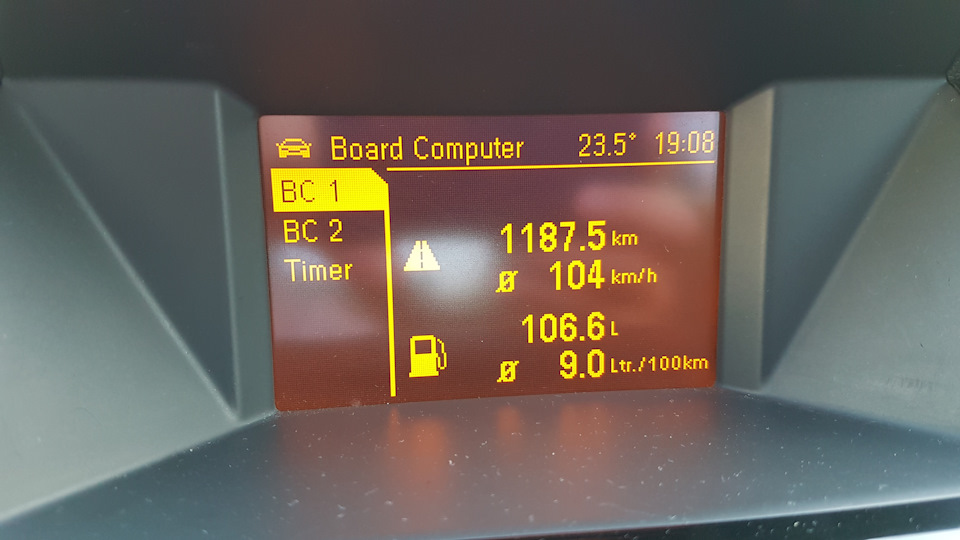 Board Computer 23.5° 19:08
BC 1
BC 2
Timer
1187.5 km
Ø 104 km/h
106.6 L
Ø 9.0 Ltr./100km